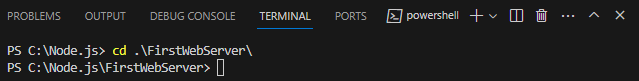 PROBLEMS OUTPUT DEBUG CONSOLE TERMINAL PORTS powershell
PS C:\Node.js> cd .\FirstWebServer\
PS C:\Node.js\FirstWebServer>